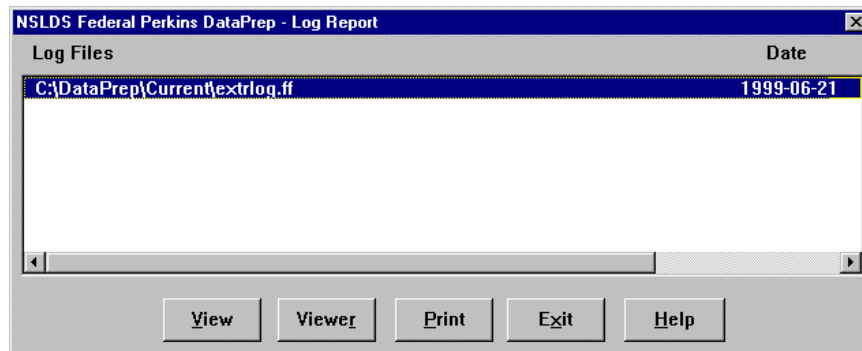 NSLDS Federal Perkins DataPrep - Log Report
Log Files Date
C:\DataPrep\Current\extrlog.ff 1999-06-21
View Viewer Print Exit Help